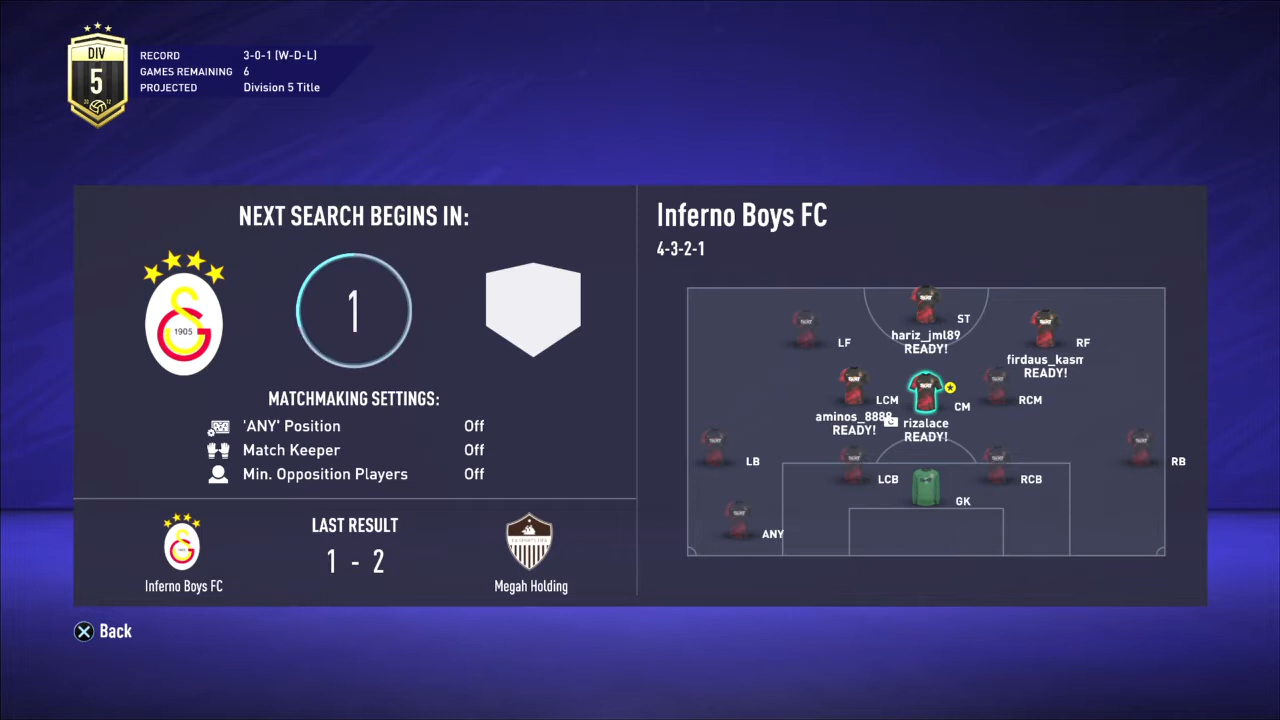 DIV
5
RECORD 3-0-1 (W-D-L)
GAMES REMAINING 6
PROJECTED Division 5 Title
NEXT SEARCH BEGINS IN:
1905
1
MATCHMAKING SETTINGS:
'ANY' Position Off
Match Keeper Off
Min. Opposition Players Off
LAST RESULT
1 - 2
Inferno Boys FC
Megah Holding
Inferno Boys FC
4-3-2-1
ST
hariz_jml89
READY!
LF
RF
firdaus_kasm
READY!
LCM
aminos_8888
READY!
CM
rizalace
READY!
RCM
LB
RB
LCB
RCB
GK
ANY
Back